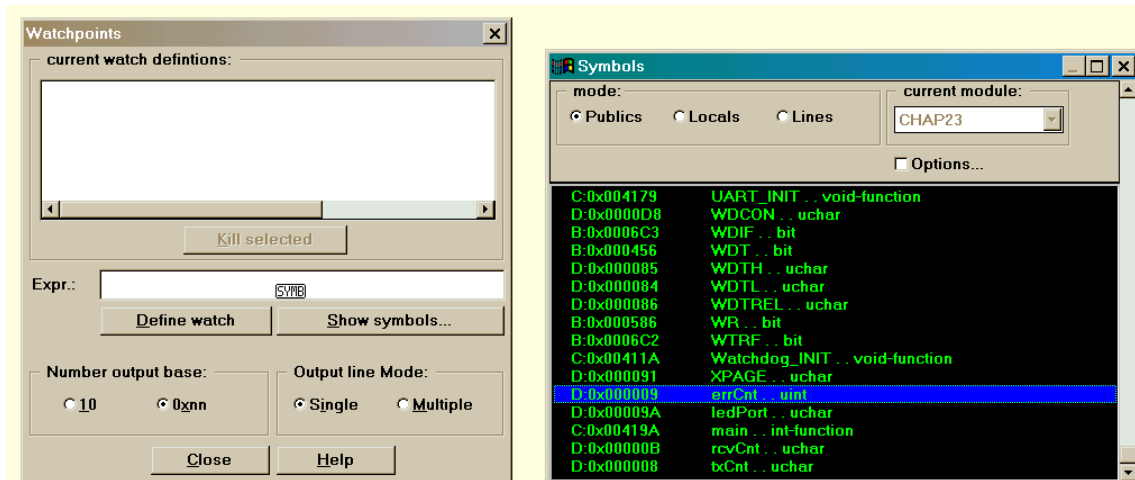 Watchpoints
current watch defintions:
Kill selected
Expr.:
SYMB
Define watch
Show symbols...
Number output base:
10
0xnn
Output line Mode:
Single
Multiple
Close
Help
Symbols
mode:
Publics
Locals
Lines
current module:
CHAP23
Options...
C:0x004179 UART_INIT . . void-function
D:0x0000D8 WDCON . . uchar
B:0x0006C3 WDIF . . bit
B:0x000456 WDT . . bit
D:0x000085 WDTH . . uchar
D:0x000084 WDTL . . uchar
D:0x000086 WDTREL . . uchar
B:0x000586 WR . . bit
B:0x0006C2 WTRF . . bit
C:0x00411A Watchdog_INIT . . void-function
D:0x000091 XPAGE . . uchar
D:0x000009 errCnt . . uint
D:0x00009A ledPort . . uchar
C:0x00419A main . . int-function
D:0x00000B rcvCnt . . uchar
D:0x000008 txCnt . . uchar